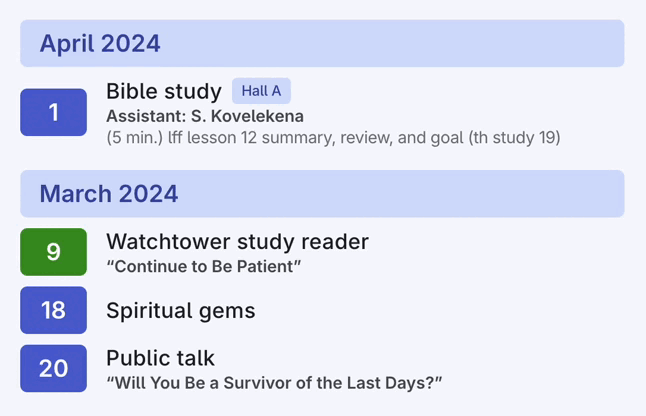 April 2024
1
Bible study Hall A
Assistant: S. Kovelekena
(5 min.) lff lesson 12 summary, review, and goal (th study 19)
March 2024
9
Watchtower study reader
“Continue to Be Patient”
18
Spiritual gems
20
Public talk
“Will You Be a Survivor of the Last Days?”